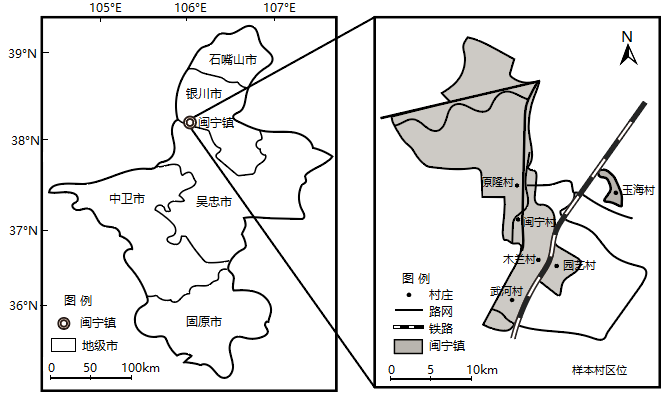 105°E 106°E 107°E
39°N
38°N
37°N
36°N
石嘴山市
银川市
闽宁镇
中卫市
吴忠市
固原市
图 例
闽宁镇
地级市
0 50 100km
N
原隆村
玉海村
闽宁村
木兰村
园艺村
武河村
图 例
村庄
路网
铁路
闽宁镇
0 5 10km
样本村区位